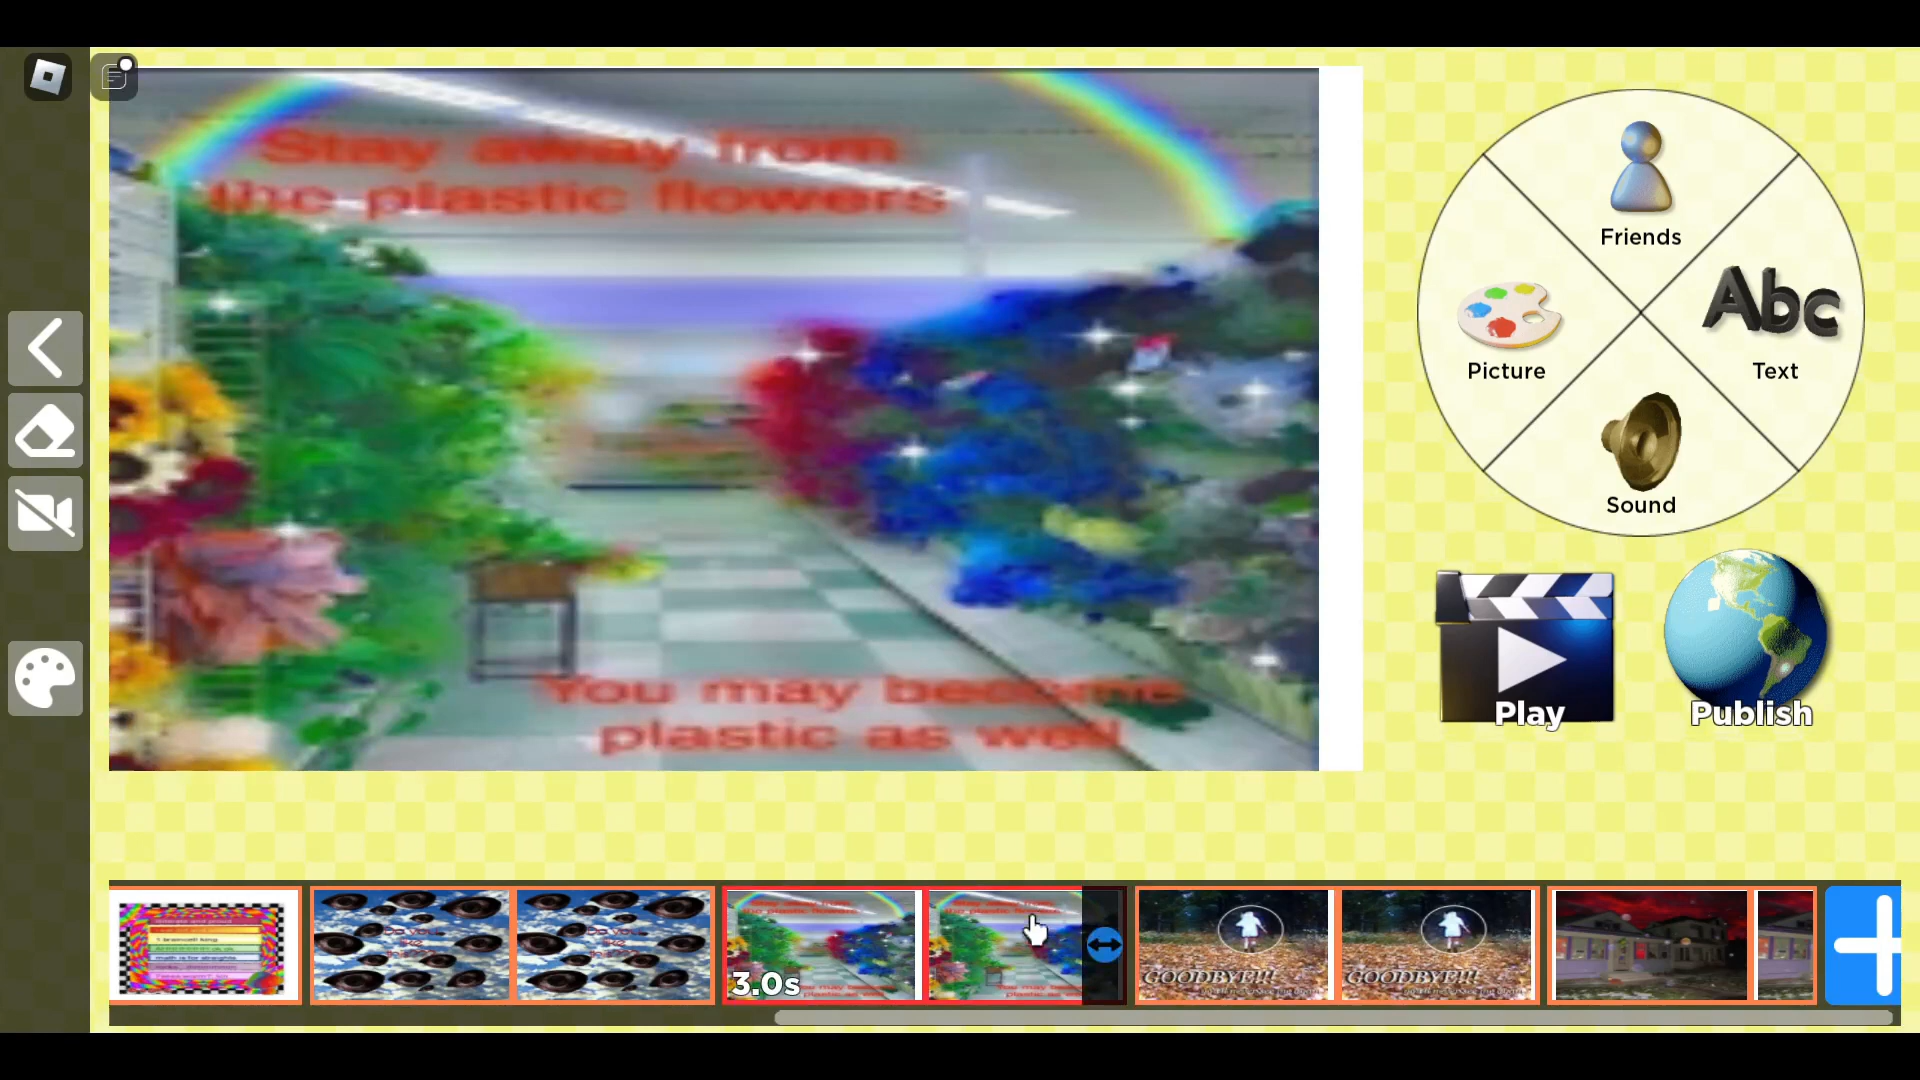 Stay away from
the plastic flowers
You may become
plastic as well
Friends
Picture
Abc
Text
Sound
Play
Publish
3.0s
GOODBYE!!!
GOODBYE!!!